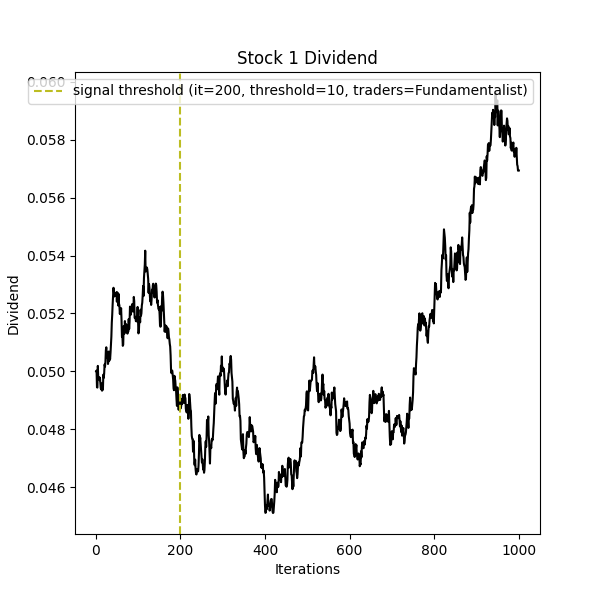 Stock 1 Dividend
0.060
signal threshold (it=200, threshold=10, traders=Fundamentalist)
0.058
0.056
0.054
0.052
0.050
0.048
0.046
Dividend
0 200 400 600 800 1000
Iterations